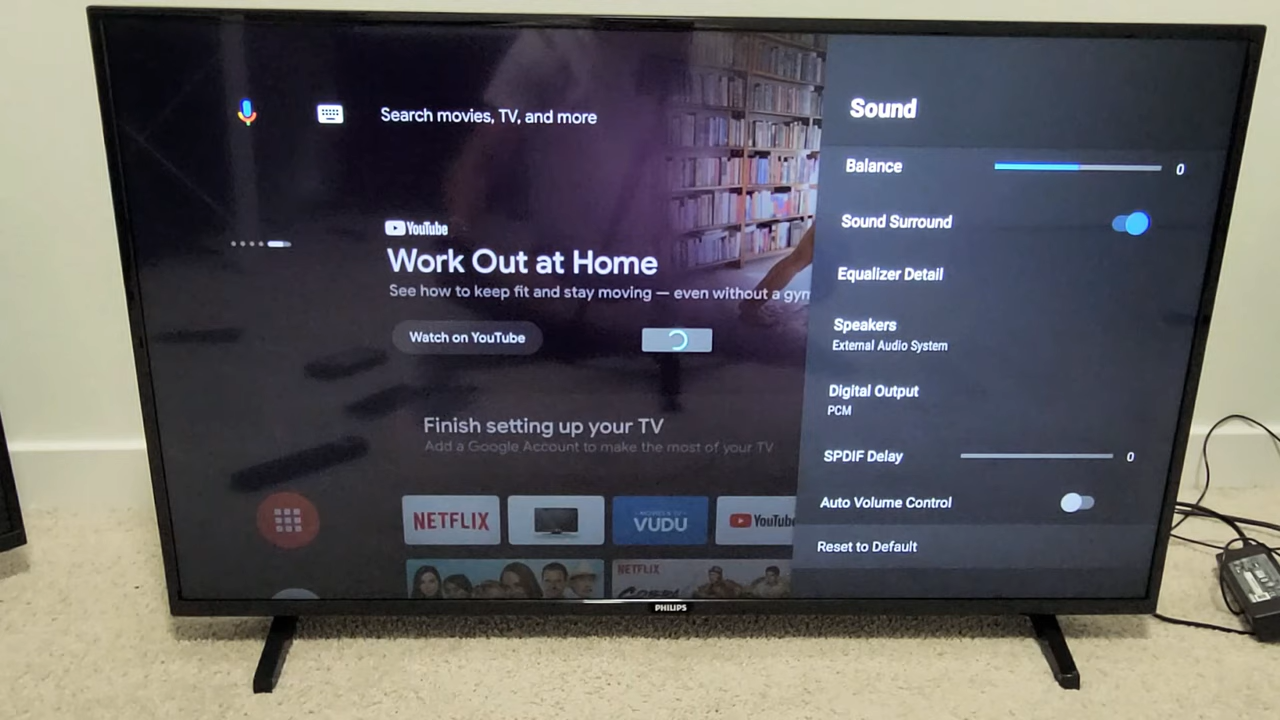 Search movies, TV, and more
YouTube
Work Out at Home
See how to keep fit and stay moving — even without a gym
Watch on YouTube
Finish setting up your TV
Add a Google Account to make the most of your TV
NETFLIX
MOVIES & TV
VUDU
YouTube
NETFLIX
Sound
Balance
0
Sound Surround
Equalizer Detail
Speakers
External Audio System
Digital Output
PCM
SPDIF Delay
0
Auto Volume Control
Reset to Default
PHILIPS